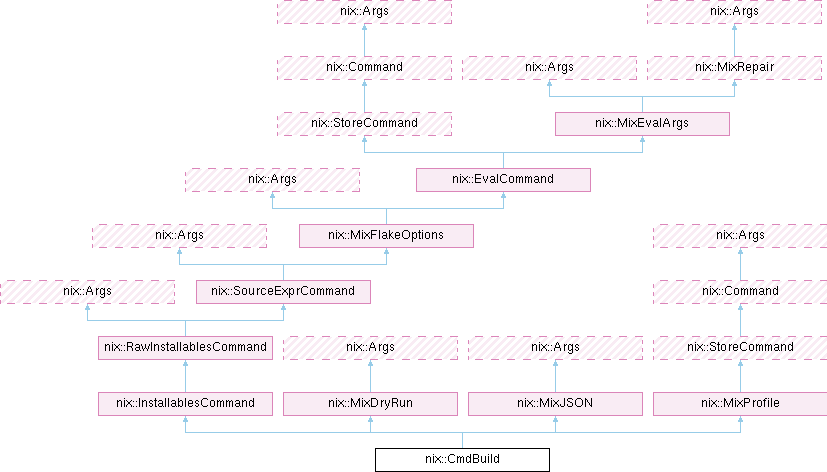 nix::Args nix::Args
nix::Command nix::Args nix::MixRepair
nix::StoreCommand nix::MixEvalArgs
nix::Args nix::EvalCommand
nix::Args nix::MixFlakeOptions nix::Args
nix::Args nix::SourceExprCommand nix::Command
nix::RawInstallablesCommand nix::Args nix::Args nix::StoreCommand
nix::InstallablesCommand nix::MixDryRun nix::MixJSON nix::MixProfile
nix::CmdBuild